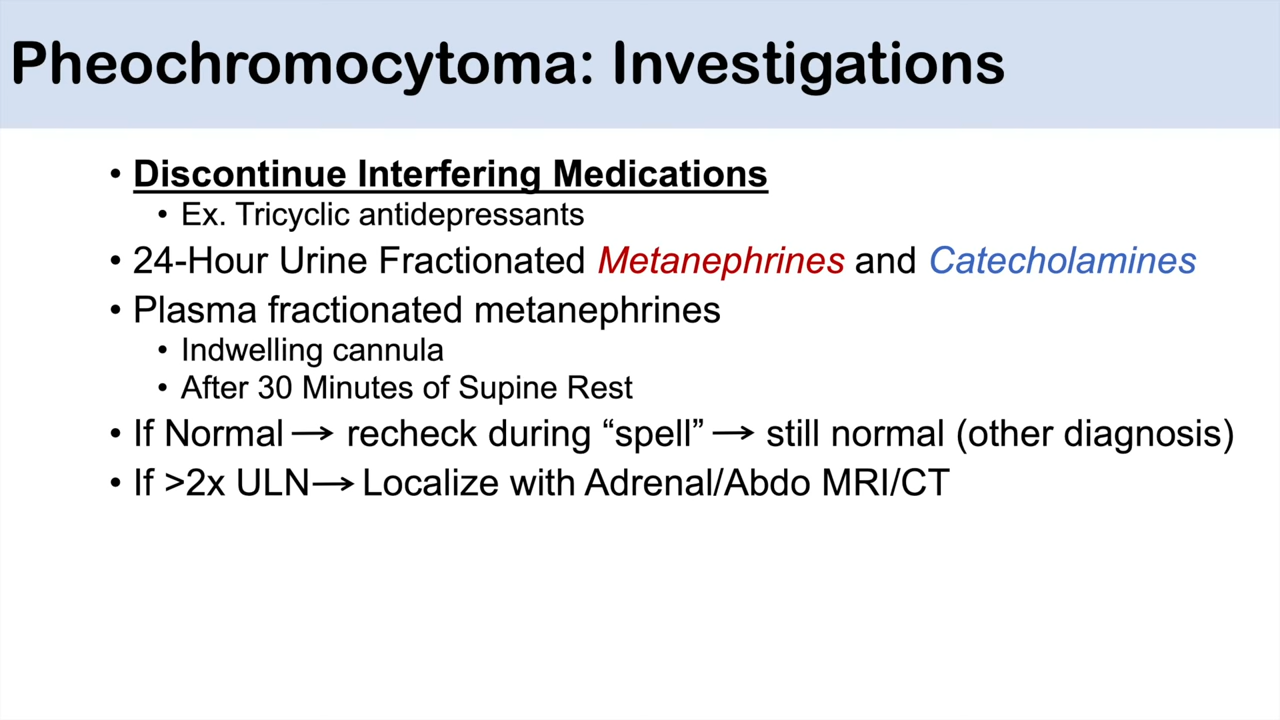 Pheochromocytoma: Investigations
• Discontinue Interfering Medications
• Ex. Tricyclic antidepressants
• 24-Hour Urine Fractionated Metanephrines and Catecholamines
• Plasma fractionated metanephrines
• Indwelling cannula
• After 30 Minutes of Supine Rest
• If Normal → recheck during “spell” → still normal (other diagnosis)
• If >2x ULN → Localize with Adrenal/Abdo MRI/CT